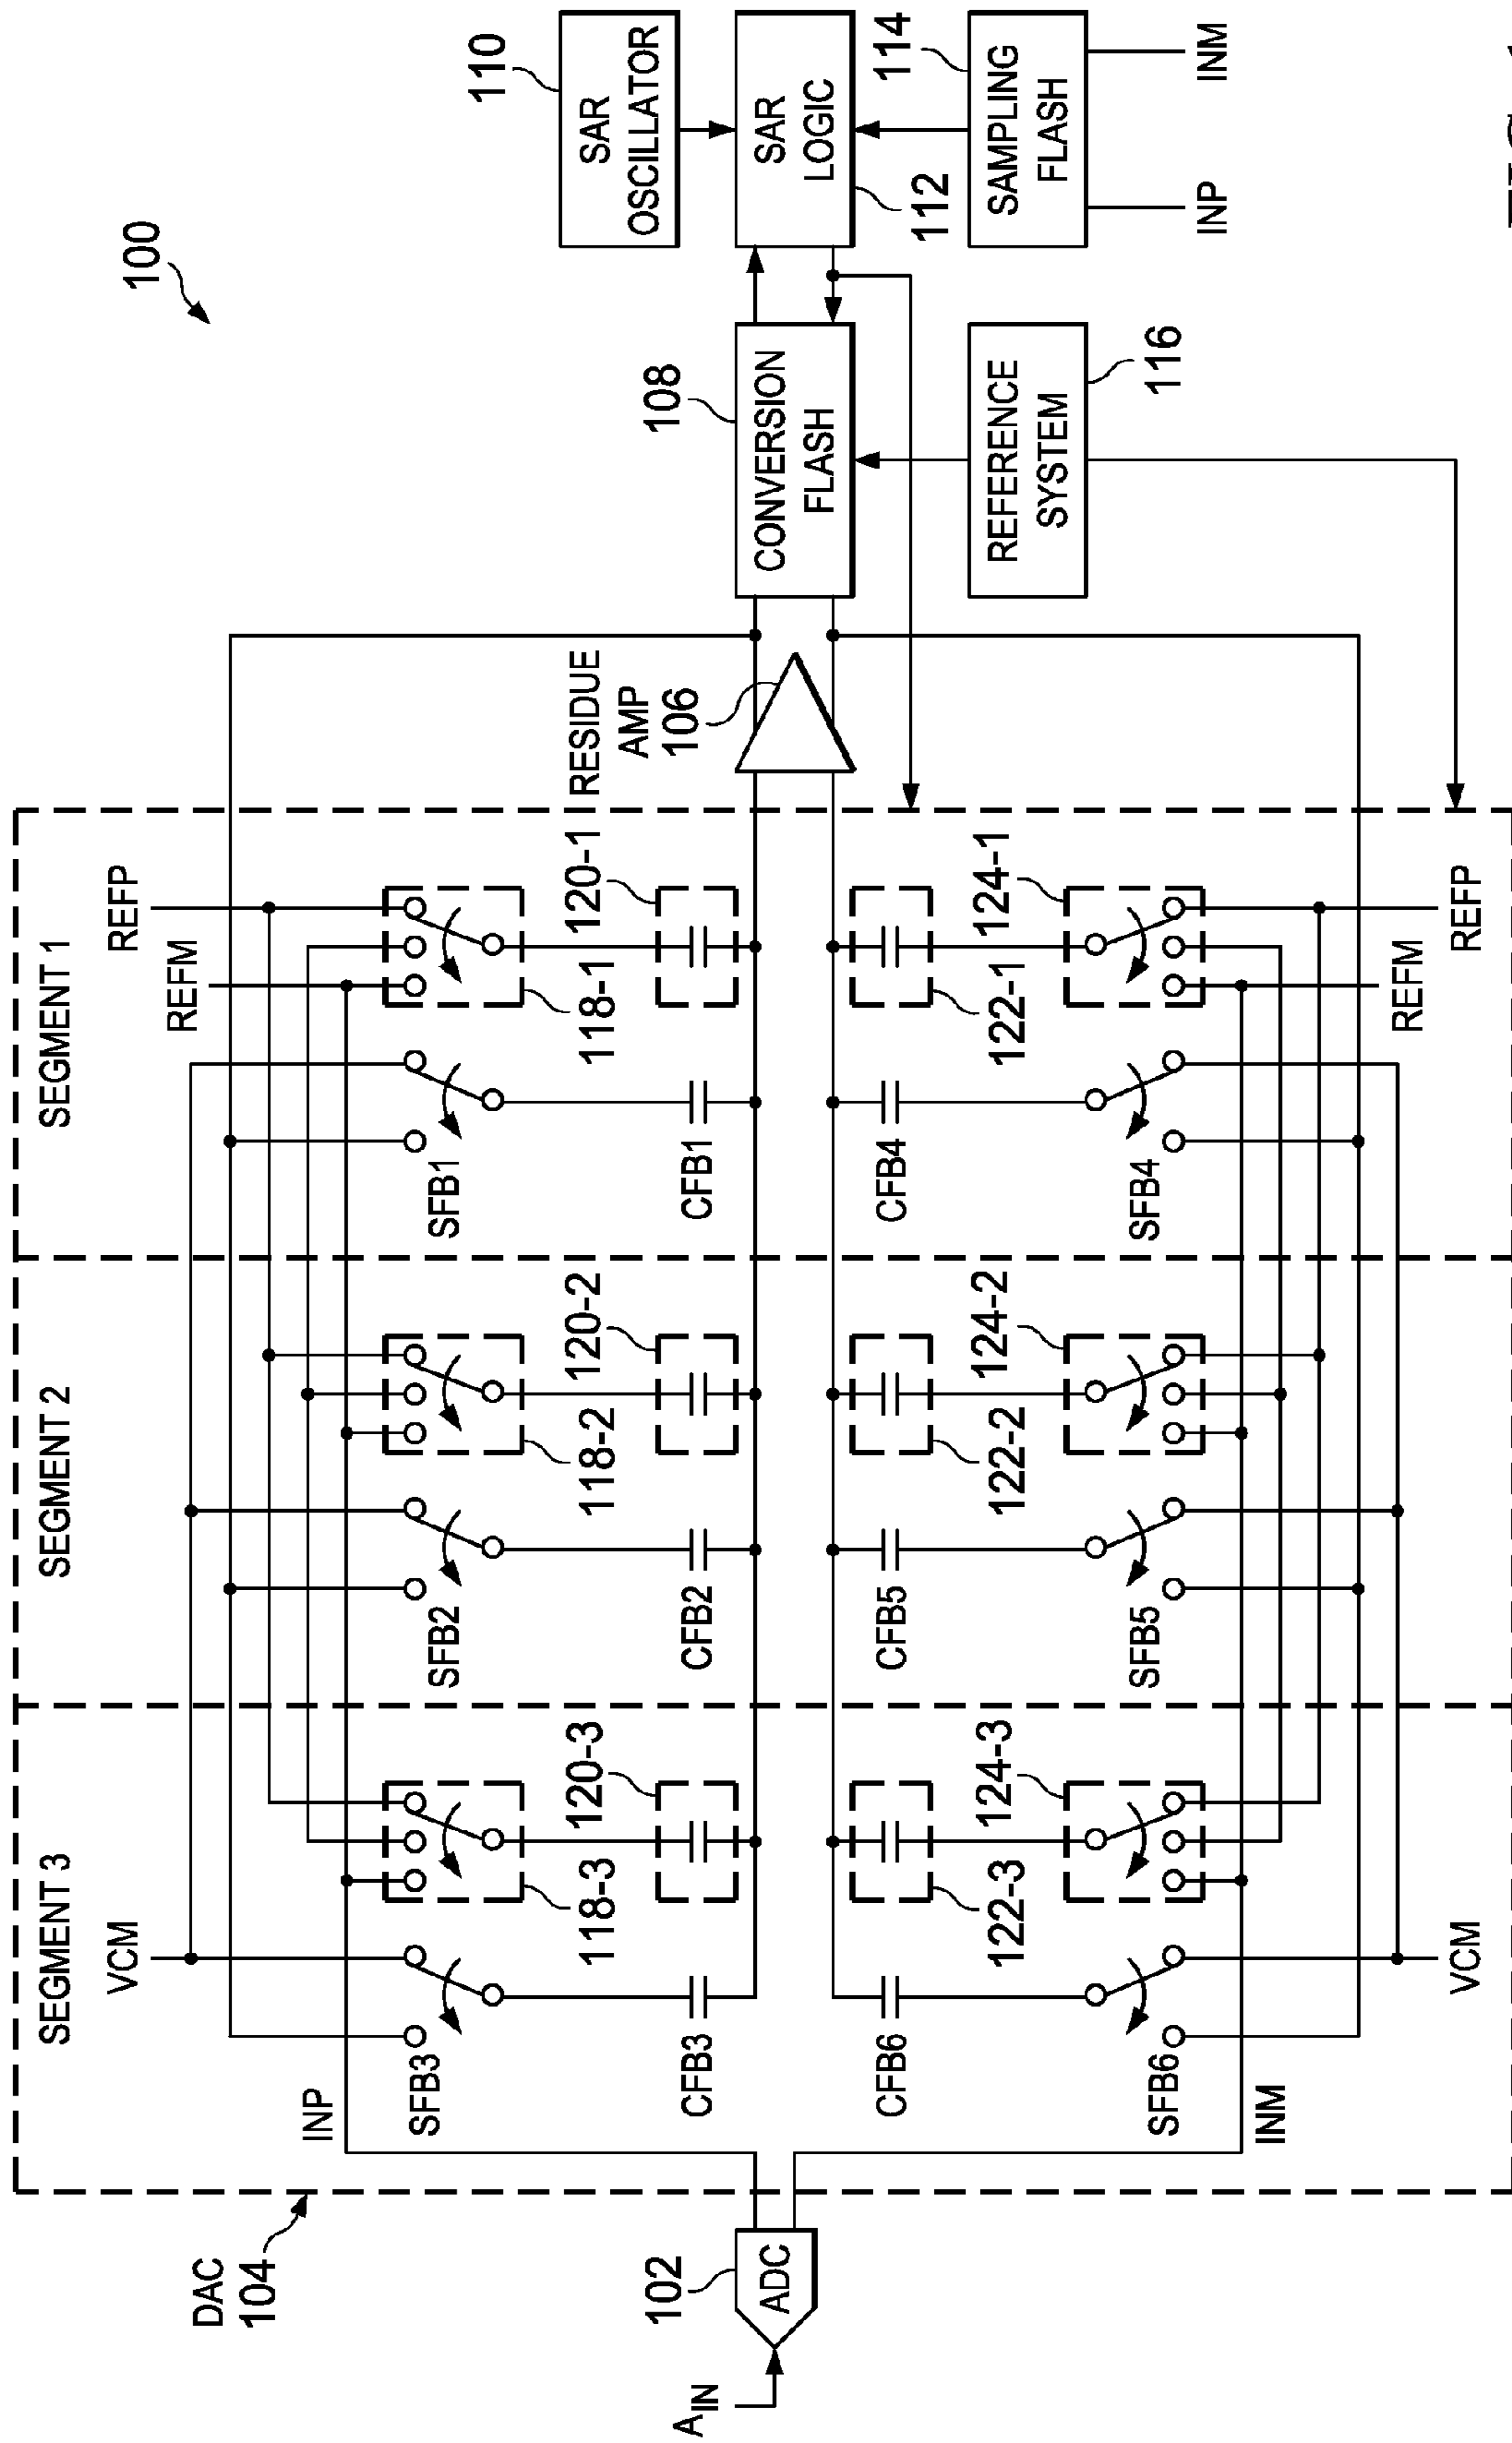 SEGMENT 3
SEGMENT 2
SEGMENT 1
VCM
REFP
100
REFM
DAC
104
INP
SFB3
SFB2
SFB1
110
118-3
118-2
118-1
120-3
120-2
120-1
RESIDUE
AMP
106
SAR
OSCILLATOR
108
102
CFB3
CFB2
CFB1
A_IN
ADC
CONVERSION
FLASH
SAR
LOGIC
CFB6
CFB5
CFB4
114
112
122-3
122-2
122-1
124-3
124-2
124-1
REFERENCE
SYSTEM
SAMPLING
FLASH
116
SFB6
SFB5
SFB4
INP
INM
INM
REFM
VCM
REFP